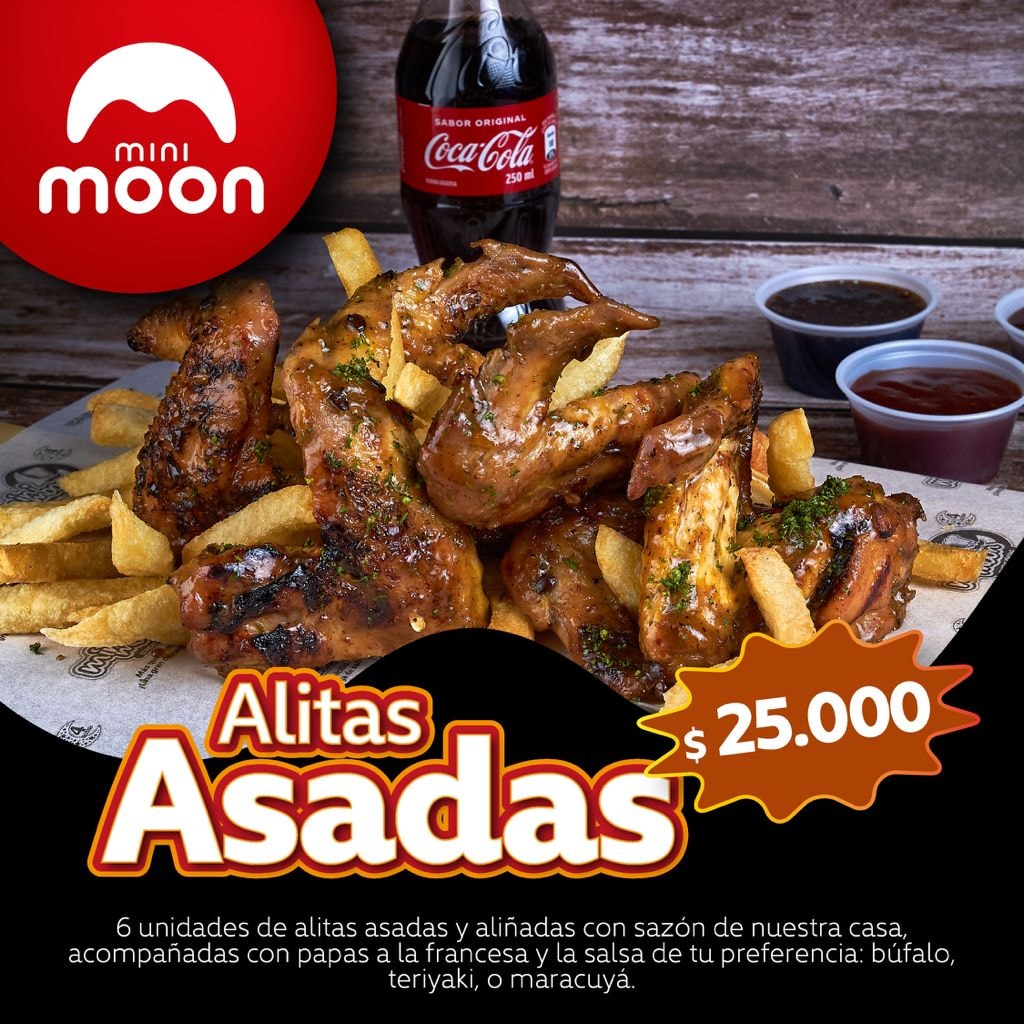 mini
moon
SABOR ORIGINAL
Coca-Cola
250 ml
Alitas
Asadas
$ 25.000
6 unidades de alitas asadas y aliñadas con sazón de nuestra casa,
acompañadas con papas a la francesa y la salsa de tu preferencia: búfalo,
teriyaki, o maracuyá.